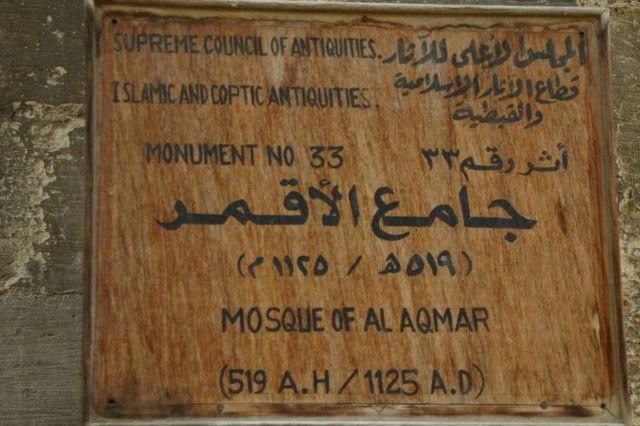 SUPREME COUNCIL OF ANTIQUITIES. المجلس الأعلى للآثار
ISLAMIC AND COPTIC ANTIQUITIES. قطاع الآثار الإسلامية
والقبطية
MONUMENT NO 33 أثر رقم ٣٣
جامع الأقمر
(٥١٩ھ / ١١٢٥م)
MOSQUE OF AL AQMAR
(519 A.H / 1125 A.D)